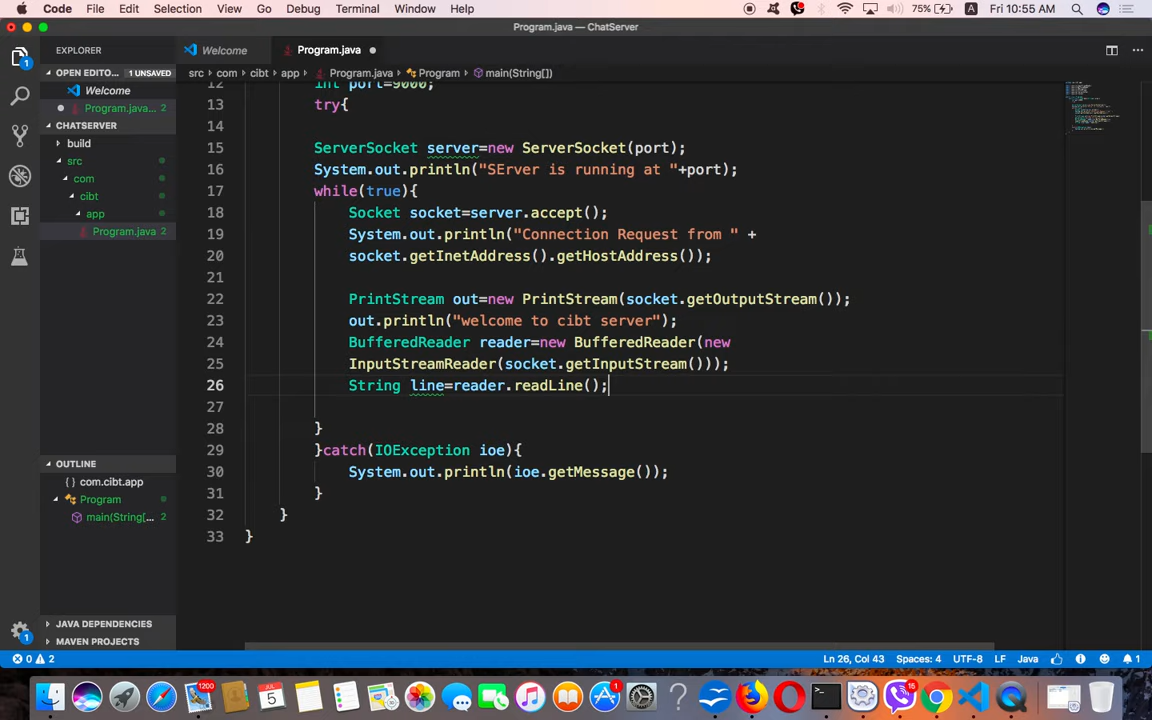 Code File Edit Selection View Go Debug Terminal Window Help 75% A Fri 10:55 AM
Program.java — ChatServer
EXPLORER Welcome Program.java
OPEN EDITO... 1 UNSAVED
src com cibt app Program.java Program main(String[])
Welcome
Program.java... 2
CHATSERVER
build
src
com
cibt
app
Program.java 2
12 int port=9000;
13 try{
14
15 ServerSocket server=new ServerSocket(port);
16 System.out.println("SErver is running at "+port);
17 while(true){
18 Socket socket=server.accept();
19 System.out.println("Connection Request from " +
20 socket.getInetAddress().getHostAddress());
21
22 PrintStream out=new PrintStream(socket.getOutputStream());
23 out.println("welcome to cibt server");
24 BufferedReader reader=new BufferedReader(new
25 InputStreamReader(socket.getInputStream()));
26 String line=reader.readLine();
27
28 }
29 }catch(IOException ioe){
30 System.out.println(ioe.getMessage());
31 }
32 }
33 }
OUTLINE
{} com.cibt.app
Program
main(String[...
JAVA DEPENDENCIES
MAVEN PROJECTS
0 2 Ln 26, Col 43 Spaces: 4 UTF-8 LF Java 1